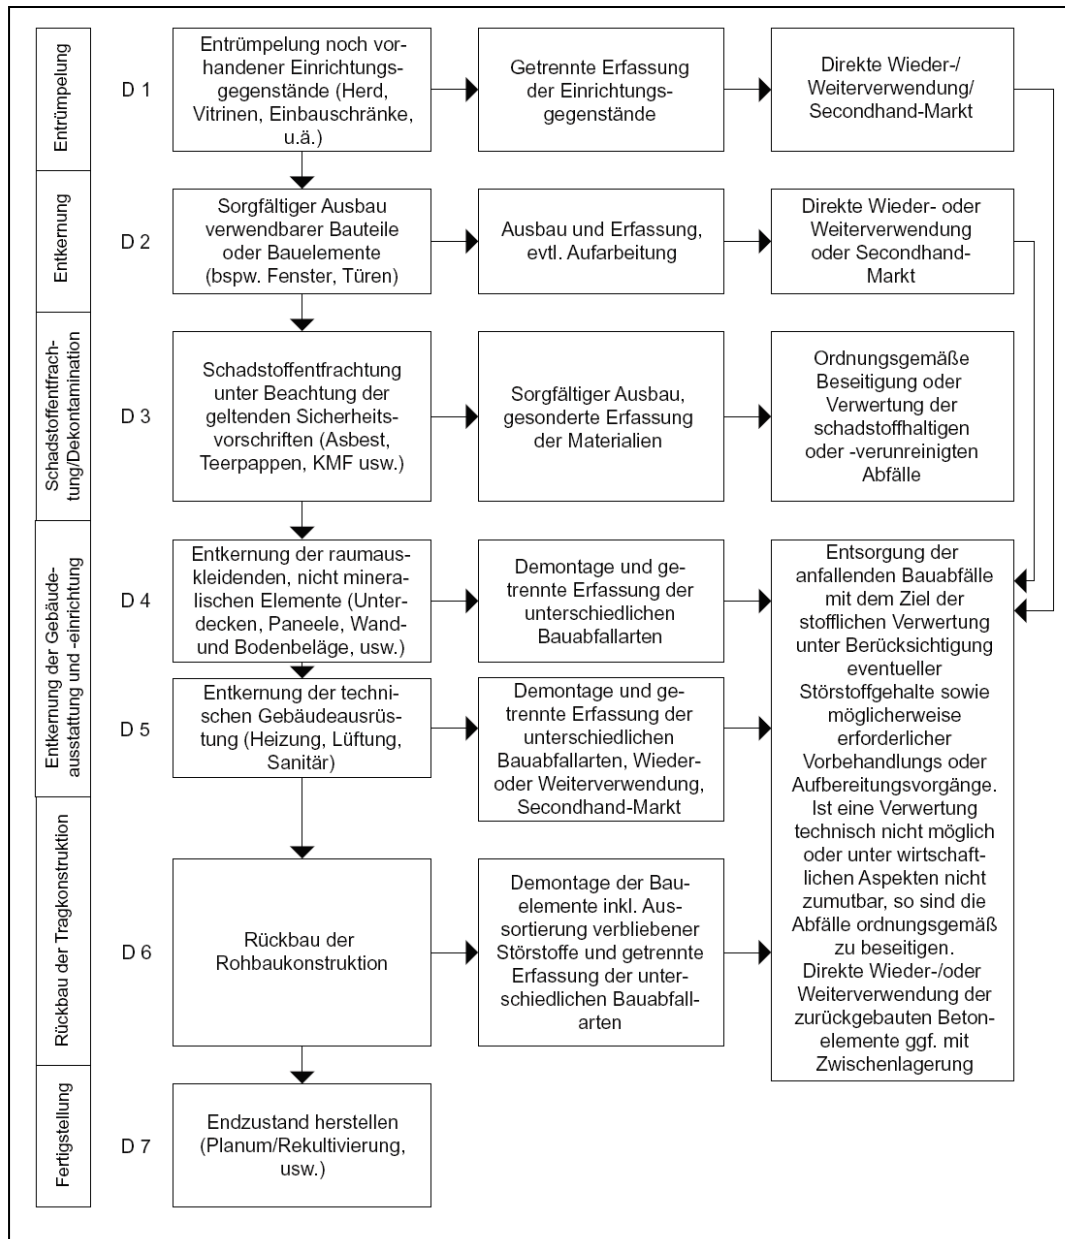 Entrümpelung
D 1
Entrümpelung noch vor-
handener Einrichtungs-
gegenstände (Herd,
Vitrinen, Einbauschränke,
u.ä.)
Getrennte Erfassung
der Einrichtungs-
gegenstände
Direkte Wieder-/
Weiterverwendung/
Secondhand-Markt
Entkernung
D 2
Sorgfältiger Ausbau
verwendbarer Bauteile
oder Bauelemente
(bspw. Fenster, Türen)
Ausbau und Erfassung,
evtl. Aufarbeitung
Direkte Wieder- oder
Weiterverwendung
oder Secondhand-
Markt
Schadstoffentfrach-
tung/Dekontamination
D 3
Schadstoffentfrachtung
unter Beachtung der
geltenden Sicherheits-
vorschriften (Asbest,
Teerpappen, KMF usw.)
Sorgfältiger Ausbau,
gesonderte Erfassung
der Materialien
Ordnungsgemäße
Beseitigung oder
Verwertung der
schadstoffhaltigen
oder -verunreinigten
Abfälle
Entkernung der Gebäude-
ausstattung und -einrichtung
D 4
Entkernung der raumaus-
kleidenden, nicht minera-
lischen Elemente (Unter-
decken, Paneele, Wand-
und Bodenbeläge, usw.)
Demontage und ge-
trennte Erfassung der
unterschiedlichen
Bauabfallarten
Entsorgung der
anfallenden Bauabfälle
mit dem Ziel der
stofflichen Verwertung
unter Berücksichtigung
eventueller
Störstoffgehalte sowie
möglicherweise
erforderlicher
Vorbehandlungs oder
Aufbereitungsvorgänge.
Ist eine Verwertung
technisch nicht möglich
oder unter wirtschaft-
lichen Aspekten nicht
zumutbar, so sind die
Abfälle ordnungsgemäß
zu beseitigen.
Direkte Wieder-/oder
Weiterverwendung der
zurückgebauten Beton-
elemente ggf. mit
Zwischenlagerung
D 5
Entkernung der techni-
schen Gebäudeausrüs-
tung (Heizung, Lüftung,
Sanitär)
Demontage und ge-
trennte Erfassung der
unterschiedlichen
Bauabfallarten, Wieder-
oder Weiterverwendung,
Secondhand-Markt
Rückbau der Tragkonstruktion
D 6
Rückbau der
Rohbaukonstruktion
Demontage der Bau-
elemente inkl. Aus-
sortierung verbliebener
Störstoffe und getrennte
Erfassung der unter-
schiedlichen Bauabfall-
arten
Fertigstellung
D 7
Endzustand herstellen
(Planum/Rekultivierung,
usw.)